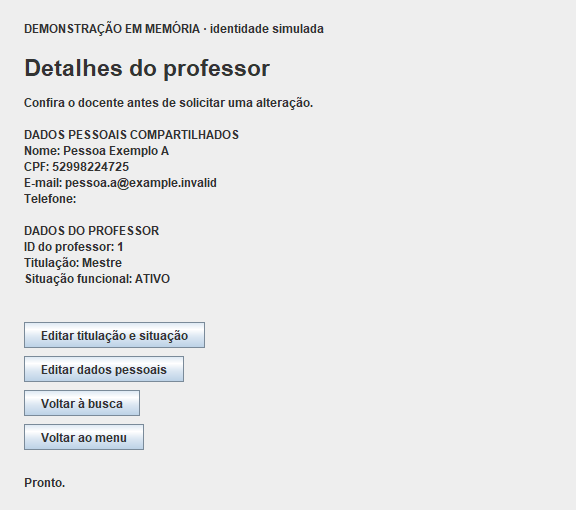 DEMONSTRAÇÃO EM MEMÓRIA · identidade simulada
Detalhes do professor
Confira o docente antes de solicitar uma alteração.
DADOS PESSOAIS COMPARTILHADOS
Nome: Pessoa Exemplo A
CPF: 52998224725
E-mail: pessoa.a@example.invalid
Telefone:
DADOS DO PROFESSOR
ID do professor: 1
Titulação: Mestre
Situação funcional: ATIVO
Editar titulação e situação
Editar dados pessoais
Voltar à busca
Voltar ao menu
Pronto.